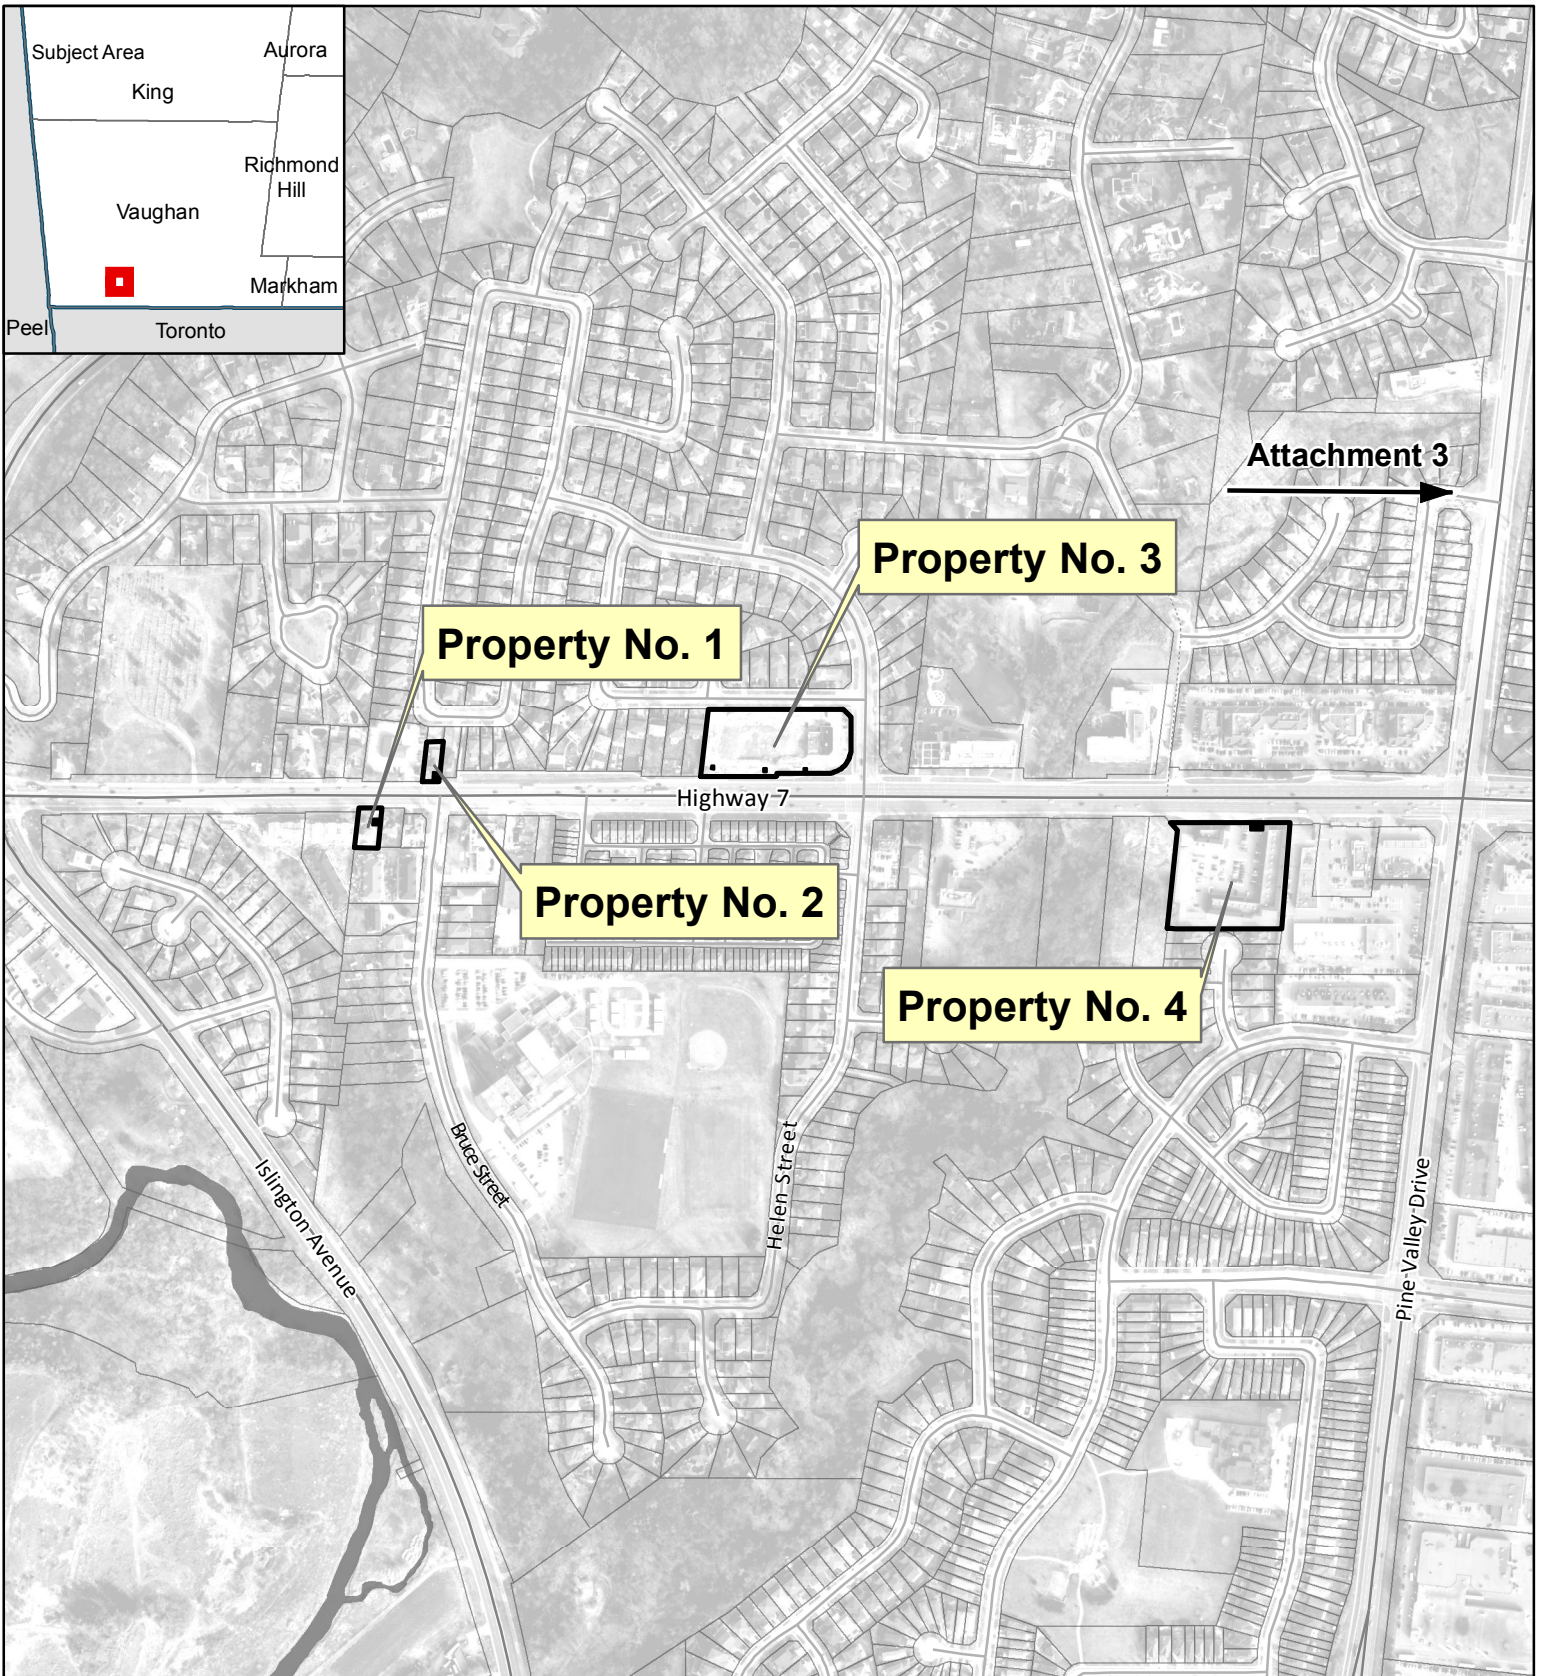 Subject Area
Aurora
King
Richmond
Hill
Vaughan
Markham
Peel
Toronto
Attachment 3
Property No. 3
Property No. 1
Highway 7
Property No. 2
Property No. 4
Bruce Street
Helen Street
Islington Avenue
Pine Valley Drive